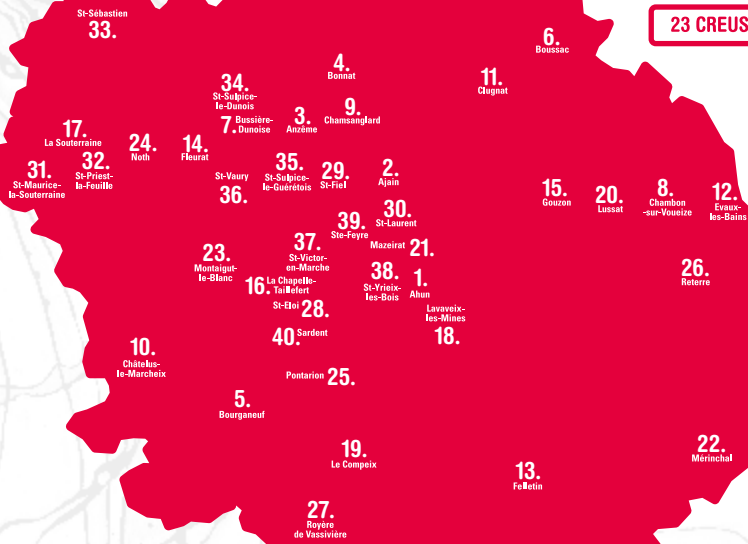 St-Sébastien
33.
23 CREUS
6.
Boussac
4.
Bonnat
11.
Clugnat
34.
St-Sulpice-
le-Dunois
9.
Chamsanglard
7. Bussière-
Dunoise
3.
Anzême
17.
La Souterraine
24.
Noth
14.
Fleurat
31.
St-Maurice-
la-Souterraine
32.
St-Priest-
la-Feuille
St-Vaury
36.
35.
St-Sulpice-
le-Guérétois
29.
St-Fiel
2.
Ajain
15.
Gouzon
20.
Lussat
8.
Chambon
-sur-Voueize
12.
Evaux-
les-Bains
30.
St-Laurent
39.
Ste-Feyre
Mazeirat 21.
37.
St-Victor-
en-Marche
23.
Montaigut-
le-Blanc
16. La Chapelle-
Taillefert
38.
St-Yrieix-
les-Bois
1.
Ahun
26.
Reterre
St-Eloi 28.
Lavaveix-
les-Mines
18.
40. Sardent
10.
Châtelus-
le-Marcheix
Pontarion 25.
5.
Bourganeuf
19.
Le Compeix
13.
Felletin
22.
Mérinchal
27.
Royère
de Vassivière